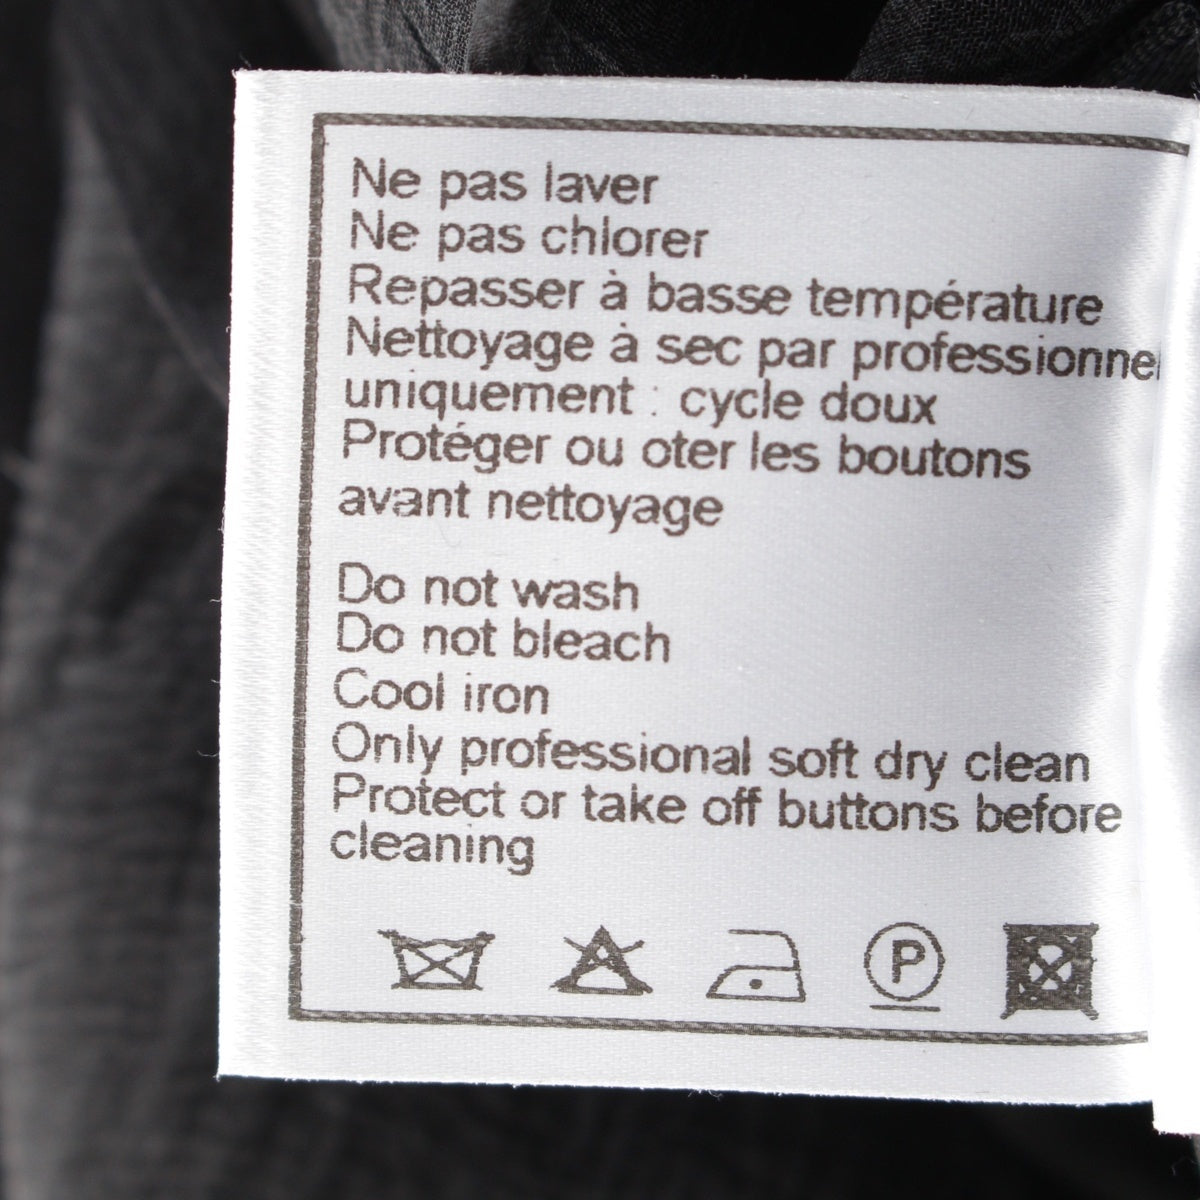 Ne pas laver
Ne pas chlorer
Repasser à basse température
Nettoyage à sec par professionnel
uniquement : cycle doux
Protéger ou oter les boutons
avant nettoyage
Do not wash
Do not bleach
Cool iron
Only professional soft dry clean
Protect or take off buttons before
cleaning
P